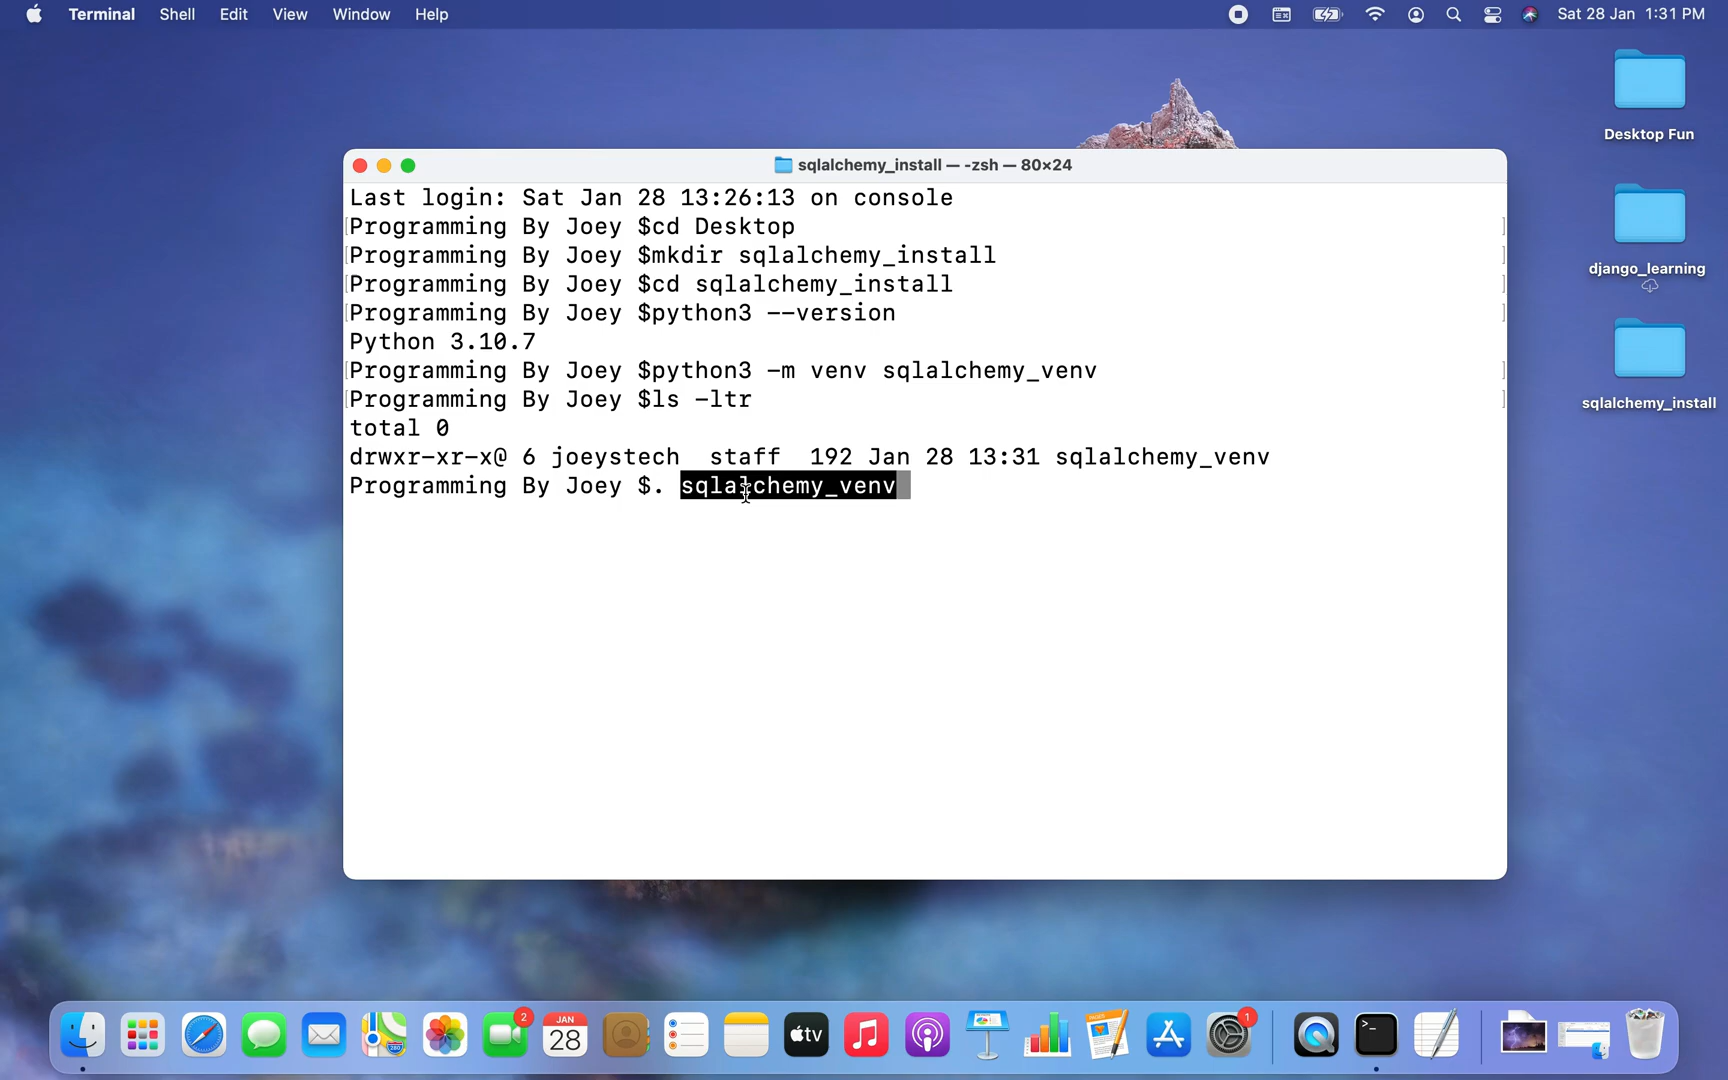 Terminal Shell Edit View Window Help
Sat 28 Jan 1:31 PM
Desktop Fun
django_learning
sqlalchemy_install
sqlalchemy_install — -zsh — 80×24
Last login: Sat Jan 28 13:26:13 on console
[Programming By Joey $cd Desktop ]
[Programming By Joey $mkdir sqlalchemy_install ]
[Programming By Joey $cd sqlalchemy_install ]
[Programming By Joey $python3 --version ]
Python 3.10.7
[Programming By Joey $python3 -m venv sqlalchemy_venv ]
[Programming By Joey $ls -ltr ]
total 0
drwxr-xr-x@ 6 joeystech  staff  192 Jan 28 13:31 sqlalchemy_venv
Programming By Joey $. sqlalchemy_venv
2
JAN
28
tv
280
PAGES
1
>_